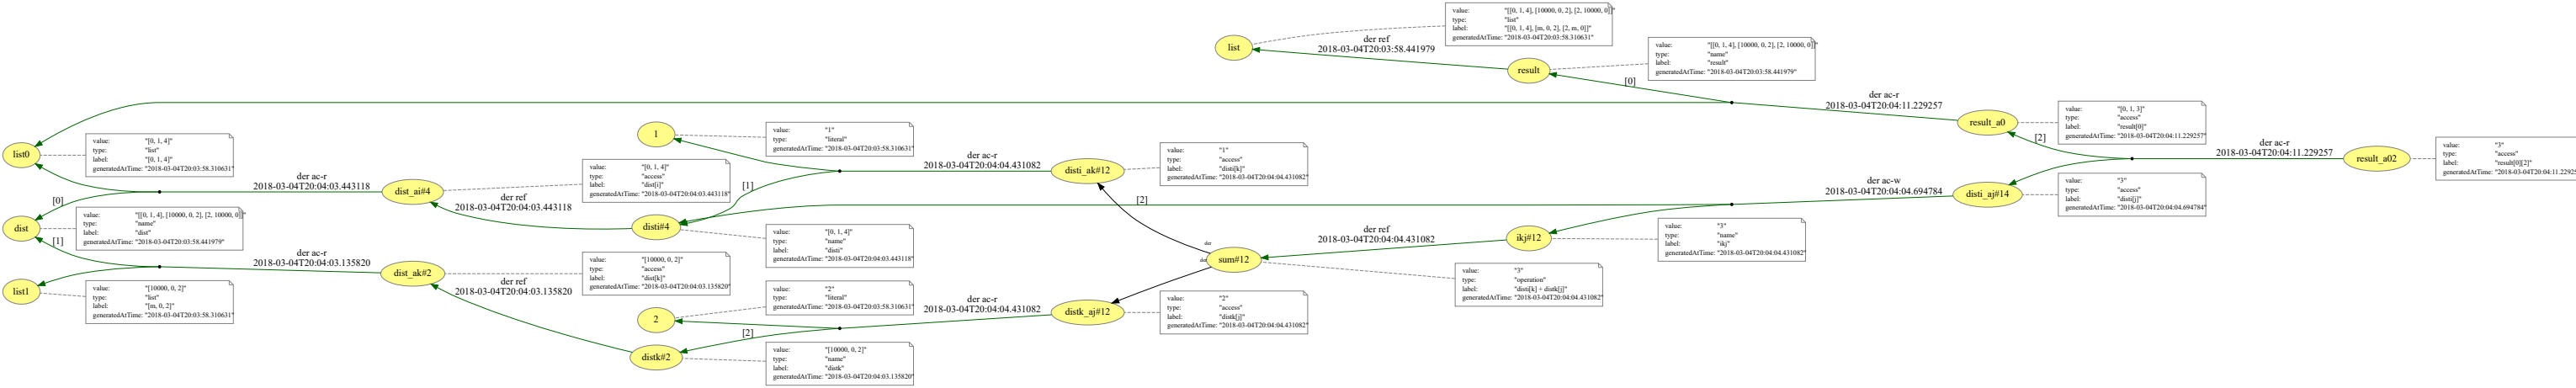 value: "[[0, 1, 4], [10000, 0, 2], [2, 10000, 0]]"
type: "list"
label: "[[0, 1, 4], [m, 0, 2], [2, m, 0]]"
generatedAtTime: "2018-03-04T20:03:58.310631"
list
der ref
2018-03-04T20:03:58.441979
value: "[[0, 1, 4], [10000, 0, 2], [2, 10000, 0]]"
type: "name"
label: "result"
generatedAtTime: "2018-03-04T20:03:58.441979"
result
[0]
der ac-r
2018-03-04T20:04:11.229257
result_a0
value: "[0, 1, 3]"
type: "access"
label: "result[0]"
generatedAtTime: "2018-03-04T20:04:11.229257"
[2]
der ac-r
2018-03-04T20:04:11.229257
result_a02
value: "3"
type: "access"
label: "result[0][2]"
generatedAtTime: "2018-03-04T20:04:11.2292
list0
value: "[0, 1, 4]"
type: "list"
label: "[0, 1, 4]"
generatedAtTime: "2018-03-04T20:03:58.310631"
der ac-r
2018-03-04T20:04:03.443118
[0]
dist_ai#4
value: "[0, 1, 4]"
type: "access"
label: "dist[i]"
generatedAtTime: "2018-03-04T20:04:03.443118"
1
value: "1"
type: "literal"
generatedAtTime: "2018-03-04T20:03:58.310631"
der ac-r
2018-03-04T20:04:04.431082
[1]
disti_ak#12
value: "1"
type: "access"
label: "disti[k]"
generatedAtTime: "2018-03-04T20:04:04.431082"
der ref
2018-03-04T20:04:03.443118
disti#4
value: "[0, 1, 4]"
type: "name"
label: "disti"
generatedAtTime: "2018-03-04T20:04:03.443118"
[2]
der ac-w
2018-03-04T20:04:04.694784
disti_aj#14
value: "3"
type: "access"
label: "disti[j]"
generatedAtTime: "2018-03-04T20:04:04.694784"
dist
value: "[[0, 1, 4], [10000, 0, 2], [2, 10000, 0]]"
type: "name"
label: "dist"
generatedAtTime: "2018-03-04T20:03:58.441979"
[1]
der ac-r
2018-03-04T20:04:03.135820
dist_ak#2
value: "[10000, 0, 2]"
type: "access"
label: "dist[k]"
generatedAtTime: "2018-03-04T20:04:03.135820"
der
der
sum#12
der ref
2018-03-04T20:04:04.431082
ikj#12
value: "3"
type: "name"
label: "ikj"
generatedAtTime: "2018-03-04T20:04:04.431082"
value: "3"
type: "operation"
label: "disti[k] + distk[j]"
generatedAtTime: "2018-03-04T20:04:04.431082"
list1
value: "[10000, 0, 2]"
type: "list"
label: "[m, 0, 2]"
generatedAtTime: "2018-03-04T20:03:58.310631"
der ref
2018-03-04T20:04:03.135820
2
value: "2"
type: "literal"
generatedAtTime: "2018-03-04T20:03:58.310631"
der ac-r
2018-03-04T20:04:04.431082
[2]
distk_aj#12
value: "2"
type: "access"
label: "distk[j]"
generatedAtTime: "2018-03-04T20:04:04.431082"
distk#2
value: "[10000, 0, 2]"
type: "name"
label: "distk"
generatedAtTime: "2018-03-04T20:04:03.135820"